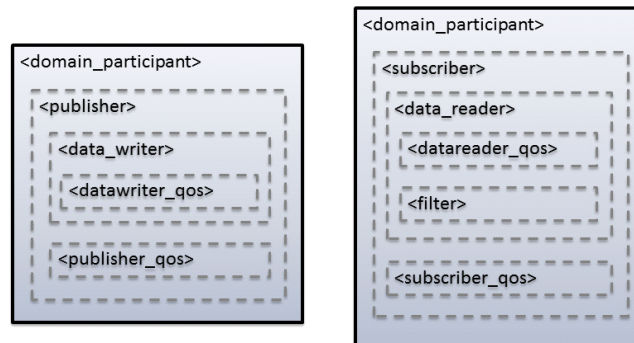 <domain_participant>
<publisher>
<data_writer>
<datawriter_qos>
<publisher_qos>
<domain_participant>
<subscriber>
<data_reader>
<datareader_qos>
<filter>
<subscriber_qos>